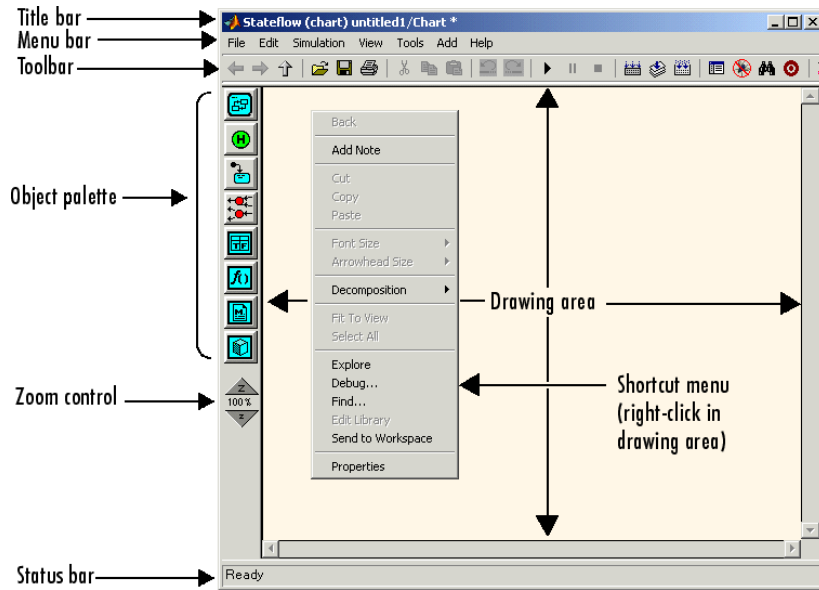 Title bar
Stateflow (chart) untitled1/Chart *
Menu bar
File Edit Simulation View Tools Add Help
Toolbar
Object palette
H
f()
M
Back
Add Note
Cut
Copy
Paste
Font Size
Arrowhead Size
Decomposition
Fit To View
Select All
Explore
Debug...
Find...
Edit Library
Send to Workspace
Properties
Drawing area
Shortcut menu
(right-click in
drawing area)
Zoom control
Z
100%
z
Status bar
Ready